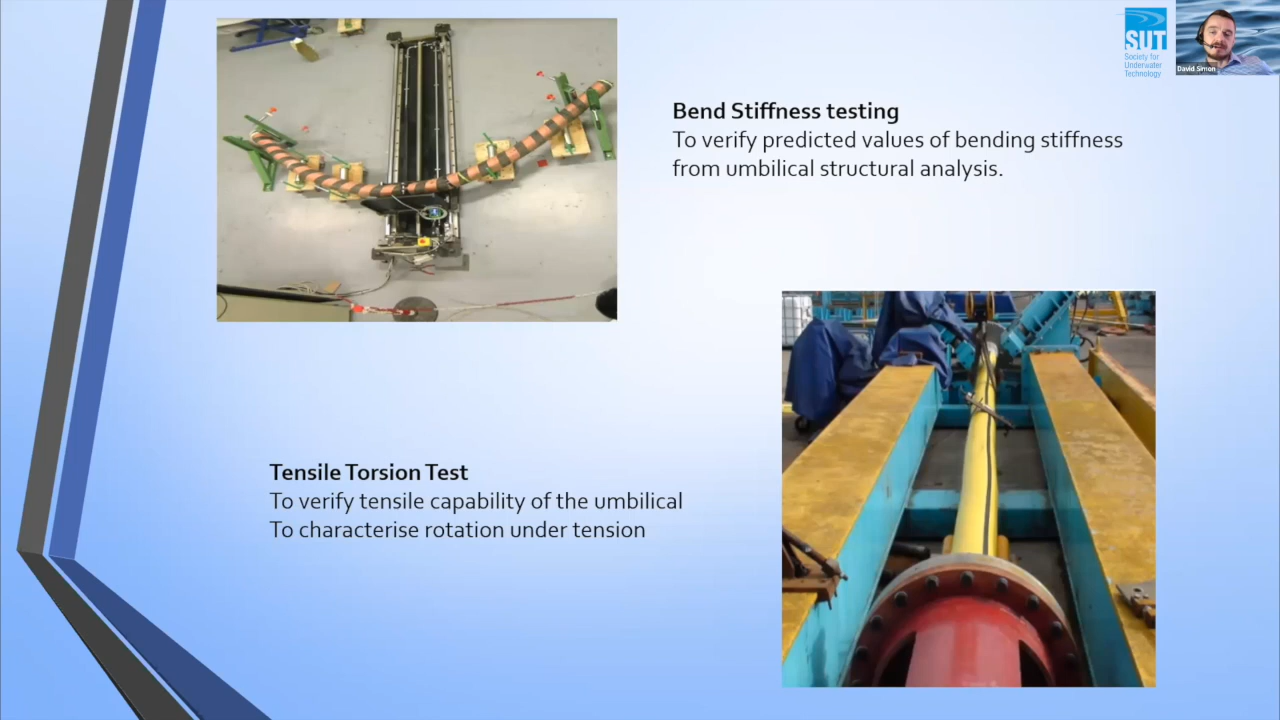 SUT
Society for
Underwater
Technology
David Simon
Bend Stiffness testing
To verify predicted values of bending stiffness
from umbilical structural analysis.
Tensile Torsion Test
To verify tensile capability of the umbilical
To characterise rotation under tension